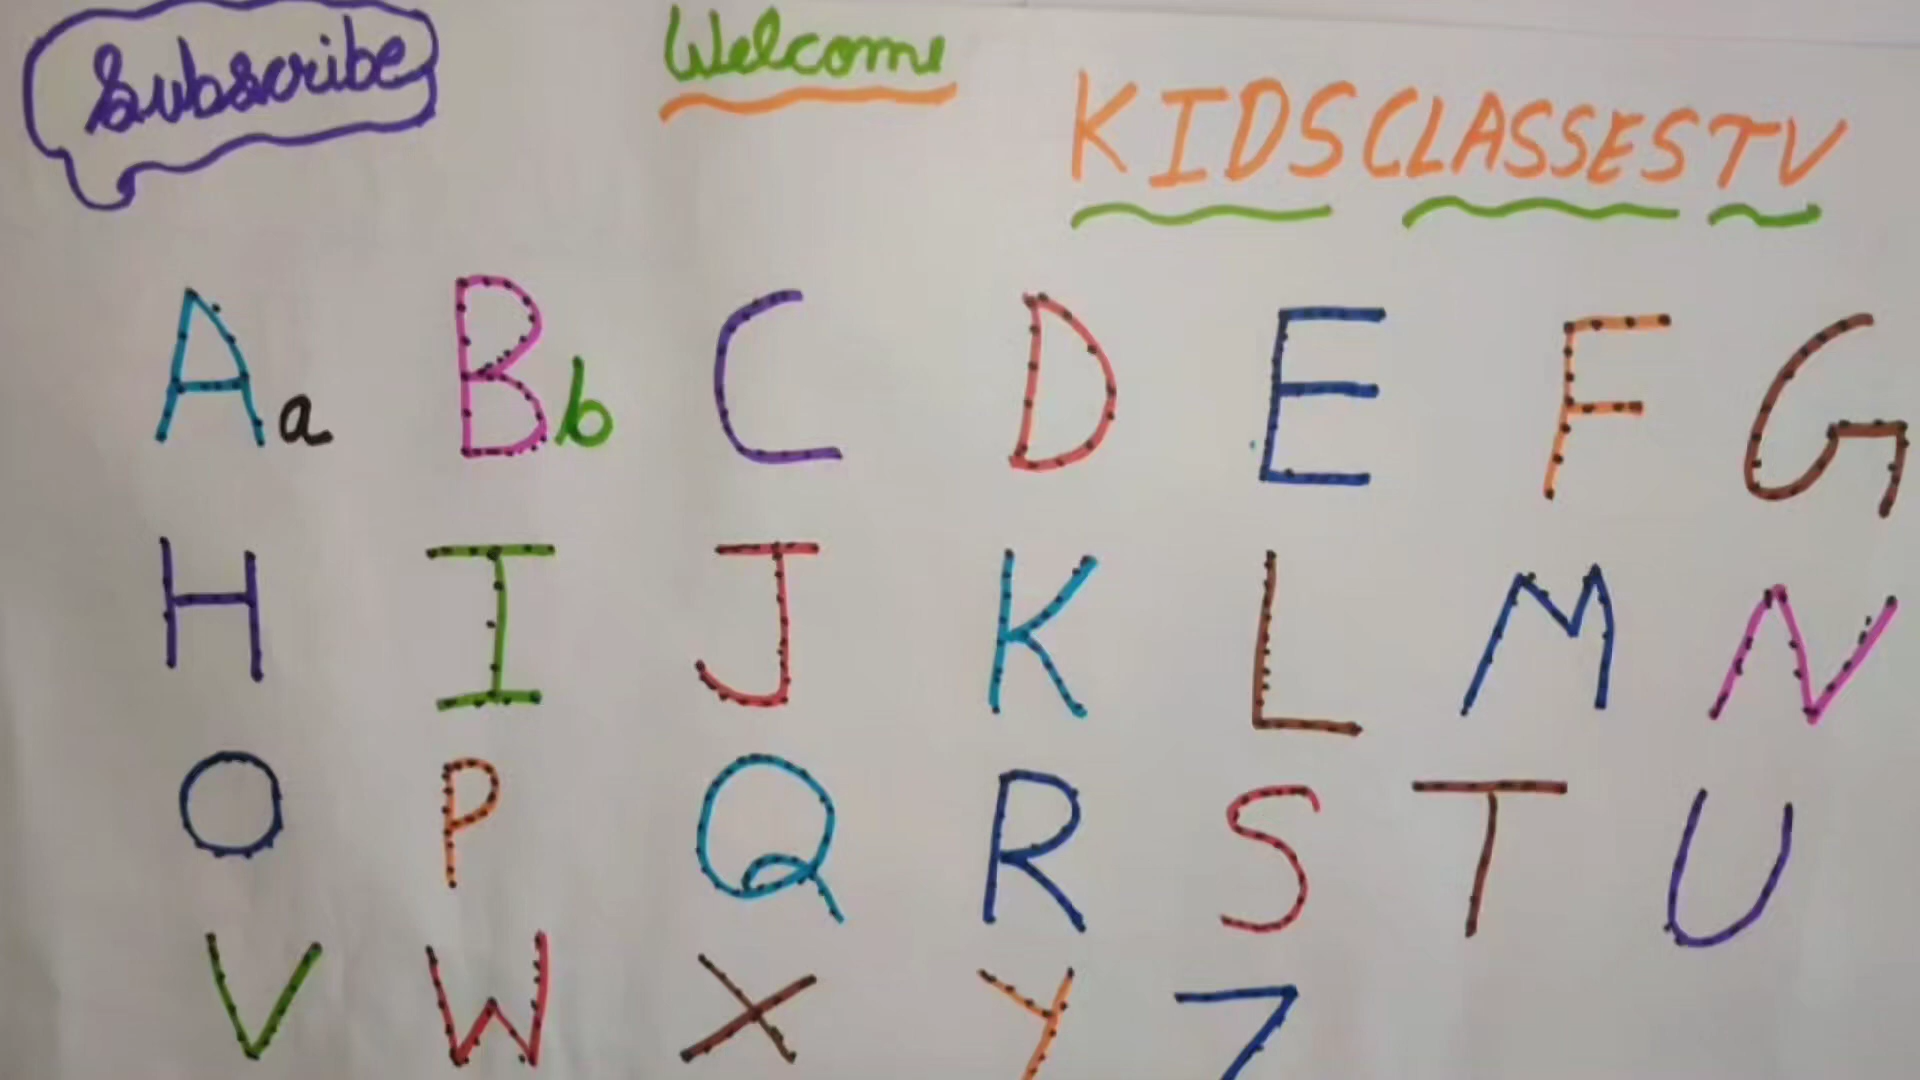 Subscribe
Welcome
KIDSCLASSESTV
A a B b C D E F G
H I J K L M N
O P Q R S T U
V W X Y Z